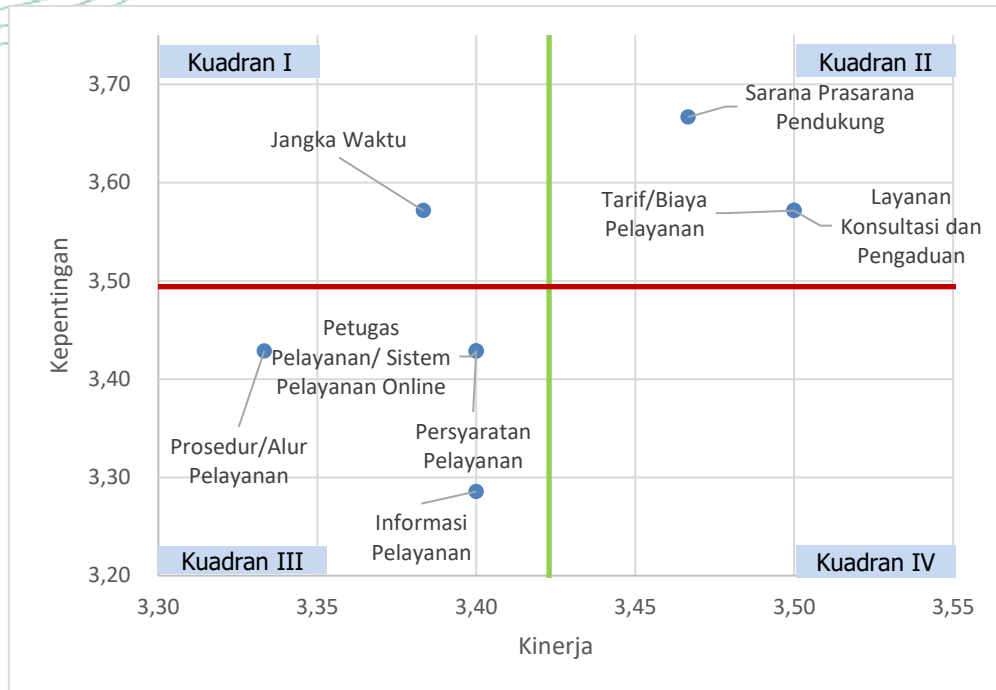 Kuadran I
Kuadran II
3,70
Sarana Prasarana
Pendukung
Jangka Waktu
3,60
Tarif/Biaya
Pelayanan
Layanan
Konsultasi dan
Pengaduan
3,50
Kepentingan
Petugas
Pelayanan/ Sistem
Pelayanan Online
3,40
Persyaratan
Pelayanan
Prosedur/Alur
Pelayanan
3,30
Informasi
Pelayanan
Kuadran III
Kuadran IV
3,20
3,30
3,35
3,40
3,45
3,50
3,55
Kinerja